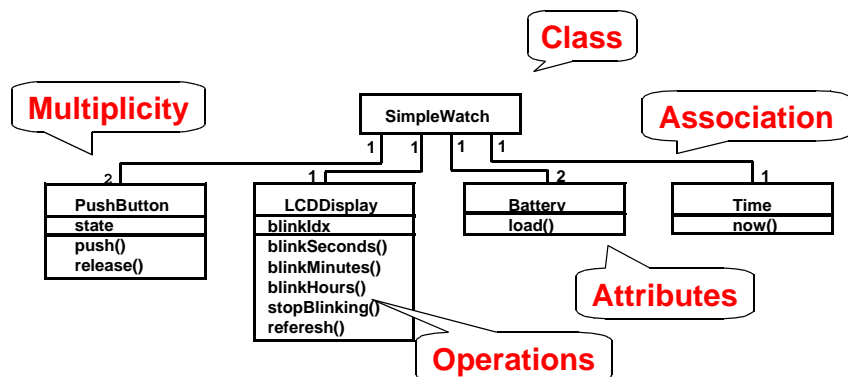 Class
Multiplicity
SimpleWatch
Association
1 1 1 1
2 1 2 1
PushButton
state
push()
release()
LCDDisplay
blinkIdx
blinkSeconds()
blinkMinutes()
blinkHours()
stopBlinking()
referesh()
Battery
load()
Time
now()
Attributes
Operations